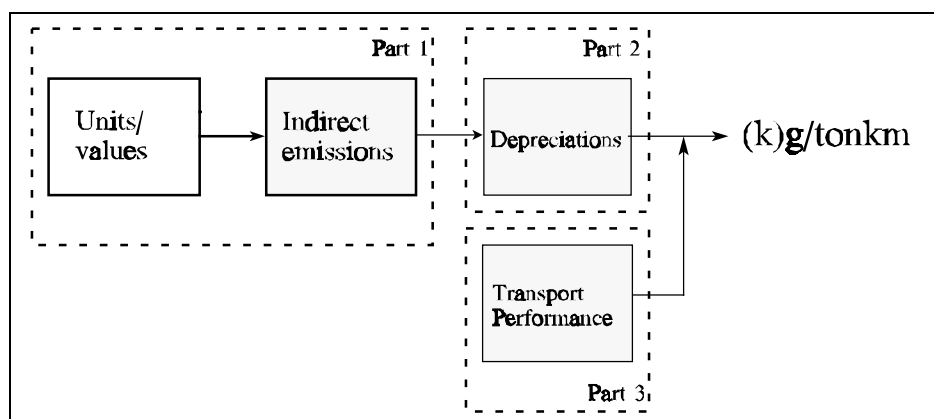 Part 1
Units/
values
Indirect
emissions
Part 2
Depreciations
(k)g/tonkm
Transport
Performance
Part 3